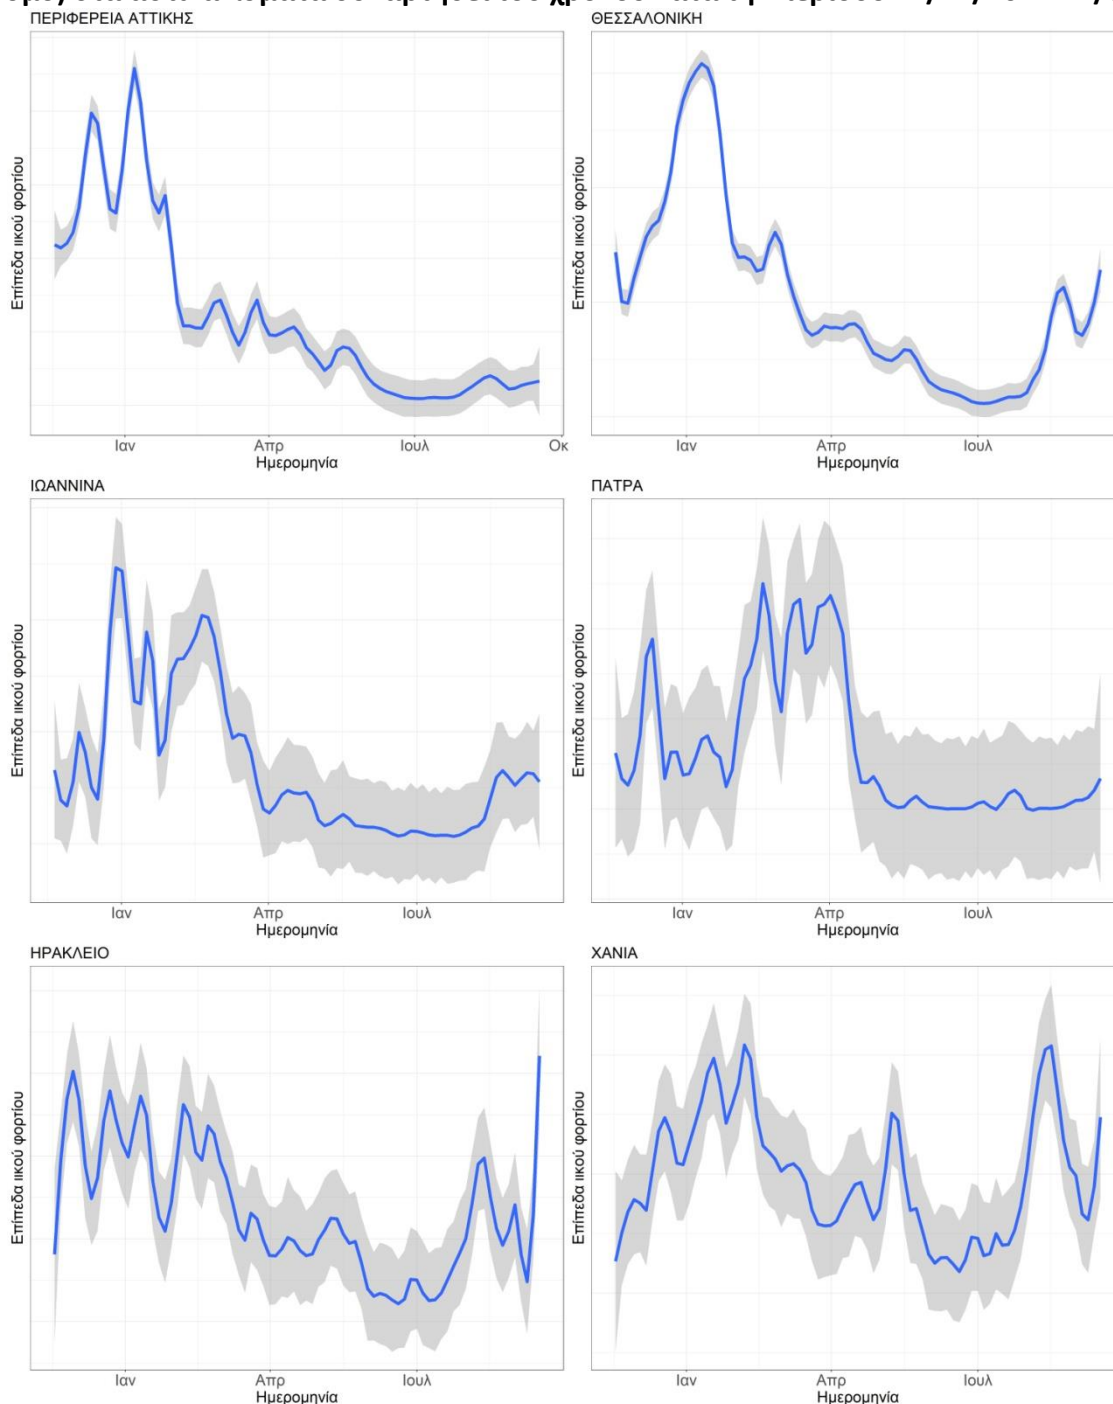 ΠΕΡΙΦΕΡΕΙΑ ΑΤΤΙΚΗΣ
Επίπεδα ιικού φορτίου
Ιαν Απρ Ιουλ Οκ
Ημερομηνία
ΘΕΣΣΑΛΟΝΙΚΗ
Επίπεδα ιικού φορτίου
Ιαν Απρ Ιουλ
Ημερομηνία
ΙΩΑΝΝΙΝΑ
Επίπεδα ιικού φορτίου
Ιαν Απρ Ιουλ
Ημερομηνία
ΠΑΤΡΑ
Επίπεδα ιικού φορτίου
Ιαν Απρ Ιουλ
Ημερομηνία
ΗΡΑΚΛΕΙΟ
Επίπεδα ιικού φορτίου
Ιαν Απρ Ιουλ
Ημερομηνία
ΧΑΝΙΑ
Επίπεδα ιικού φορτίου
Ιαν Απρ Ιουλ
Ημερομηνία